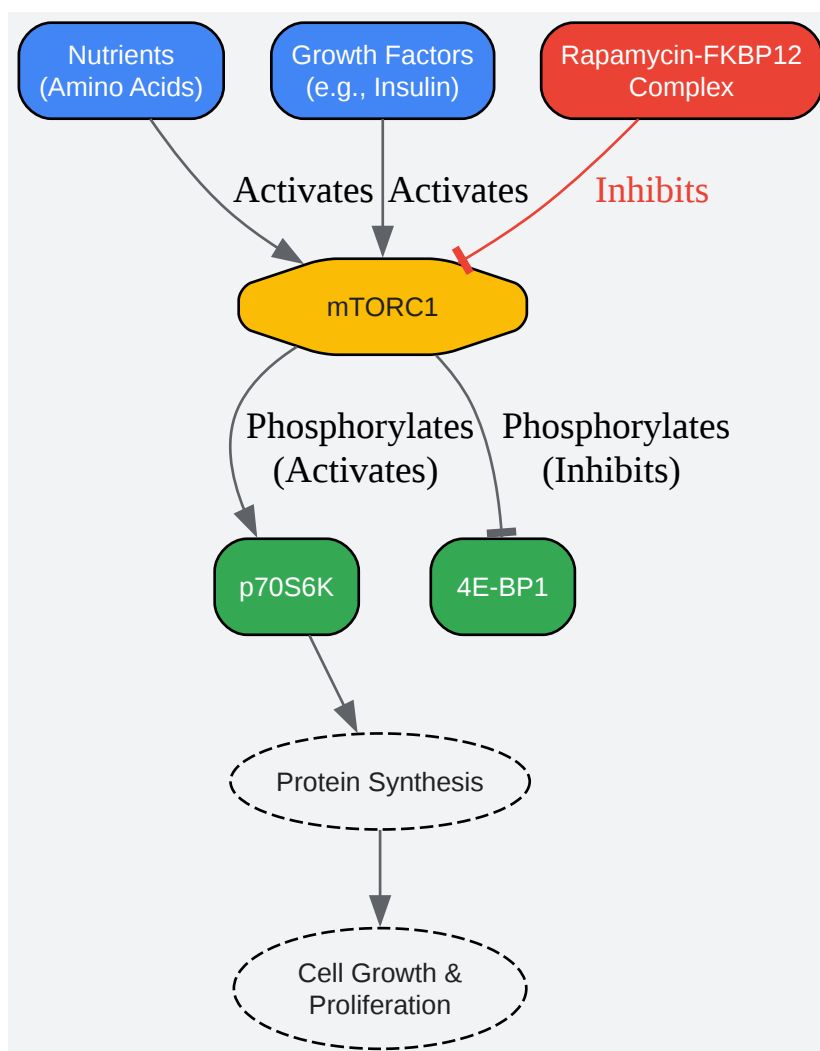 Nutrients
(Amino Acids)
Growth Factors
(e.g., Insulin)
Rapamycin-FKBP12
Complex
Activates
Activates
Inhibits
mTORC1
Phosphorylates
(Activates)
Phosphorylates
(Inhibits)
p70S6K
4E-BP1
Protein Synthesis
Cell Growth &
Proliferation